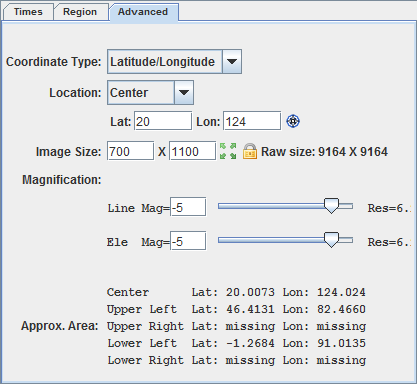 Times Region Advanced
Coordinate Type: Latitude/Longitude
Location: Center
Lat: 20 Lon: 124
Image Size: 700 X 1100 Raw size: 9164 X 9164
Magnification:
Line Mag=-5 Res=6.
Ele Mag=-5 Res=6.
Center Lat: 20.0073 Lon: 124.024
Upper Left Lat: 46.4131 Lon: 82.4660
Approx. Area: Upper Right Lat: missing Lon: missing
Lower Left Lat: -1.2684 Lon: 91.0135
Lower Right Lat: missing Lon: missing